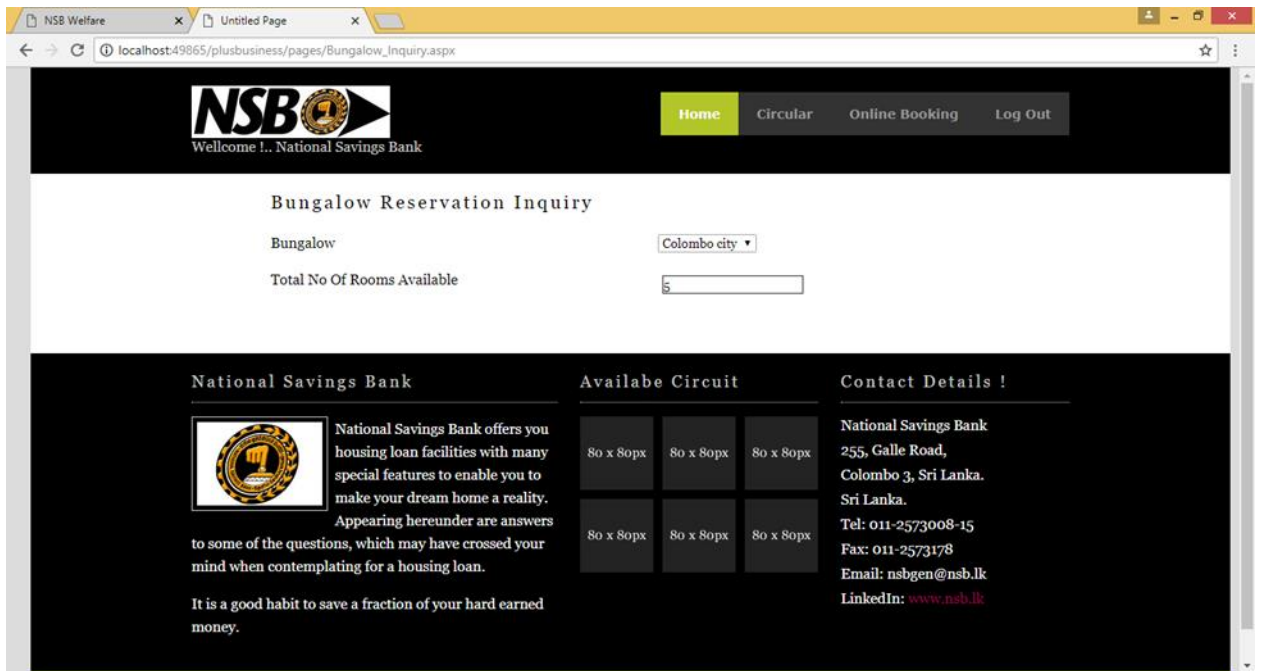 NSB Welfare
Untitled Page
localhost:49865/plusbusiness/pages/Bungalow_Inquiry.aspx
NSB
Wellcome !.. National Savings Bank
Home Circular Online Booking Log Out
Bungalow Reservation Inquiry
Bungalow Colombo city
Total No Of Rooms Available 5
National Savings Bank
National Savings Bank offers you
housing loan facilities with many
special features to enable you to
make your dream home a reality.
Appearing hereunder are answers
to some of the questions, which may have crossed your
mind when contemplating for a housing loan.
It is a good habit to save a fraction of your hard earned
money.
Availabe Circuit
80 x 80px 80 x 80px 80 x 80px
80 x 80px 80 x 80px 80 x 80px
Contact Details !
National Savings Bank
255, Galle Road,
Colombo 3, Sri Lanka.
Sri Lanka.
Tel: 011-2573008-15
Fax: 011-2573178
Email: nsbgen@nsb.lk
LinkedIn: www.nsb.lk